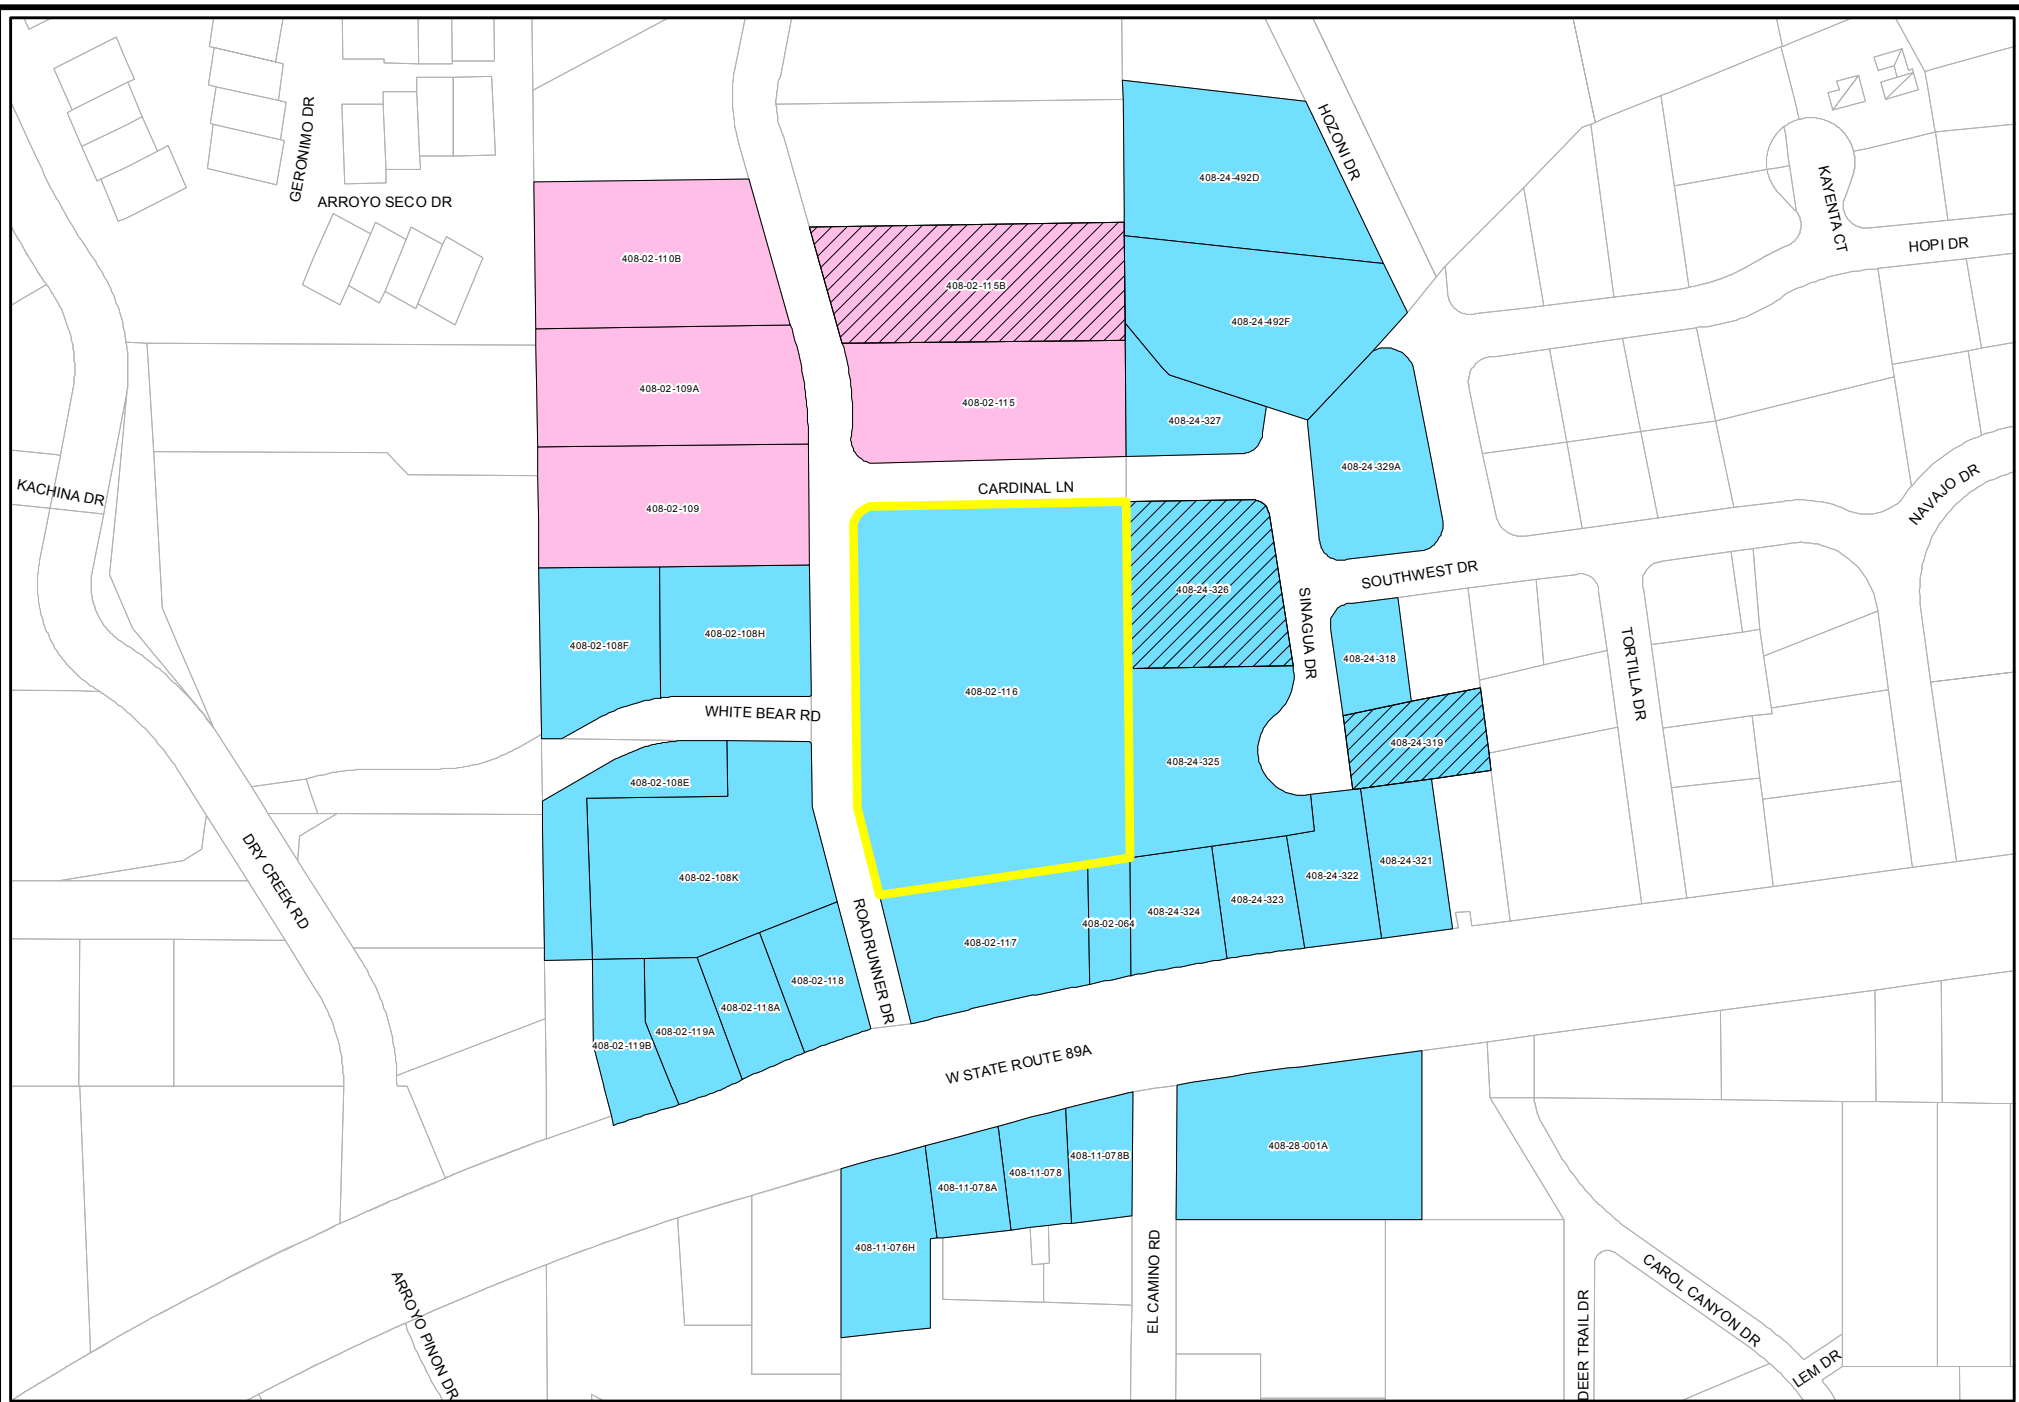 GERONIMO DR
ARROYO SECO DR
HOZONI DR
KAYENTA CT
HOPI DR
408-24-492D
408-02-110B
408-02-115B
408-24-492F
408-02-109A
408-02-115
408-24-327
408-24-329A
KACHINA DR
CARDINAL LN
NAVAJO DR
408-02-109
SOUTHWEST DR
408-24-326
SINAGUA DR
408-02-108F
408-02-108H
408-24-318
TORTILLA DR
408-02-116
WHITE BEAR RD
408-24-319
408-24-325
408-02-108E
DRY CREEK RD
408-02-108K
408-24-321
408-24-322
408-24-323
408-24-324
408-02-064
ROADRUNNER DR
408-02-117
408-02-118
408-02-118A
408-02-119A
408-02-119B
W STATE ROUTE 89A
408-28-001A
408-11-078B
408-11-078
408-11-078A
408-11-076H
EL CAMINO RD
ARROYO PINON DR
CAROL CANYON DR
DEER TRAIL DR
LEM DR